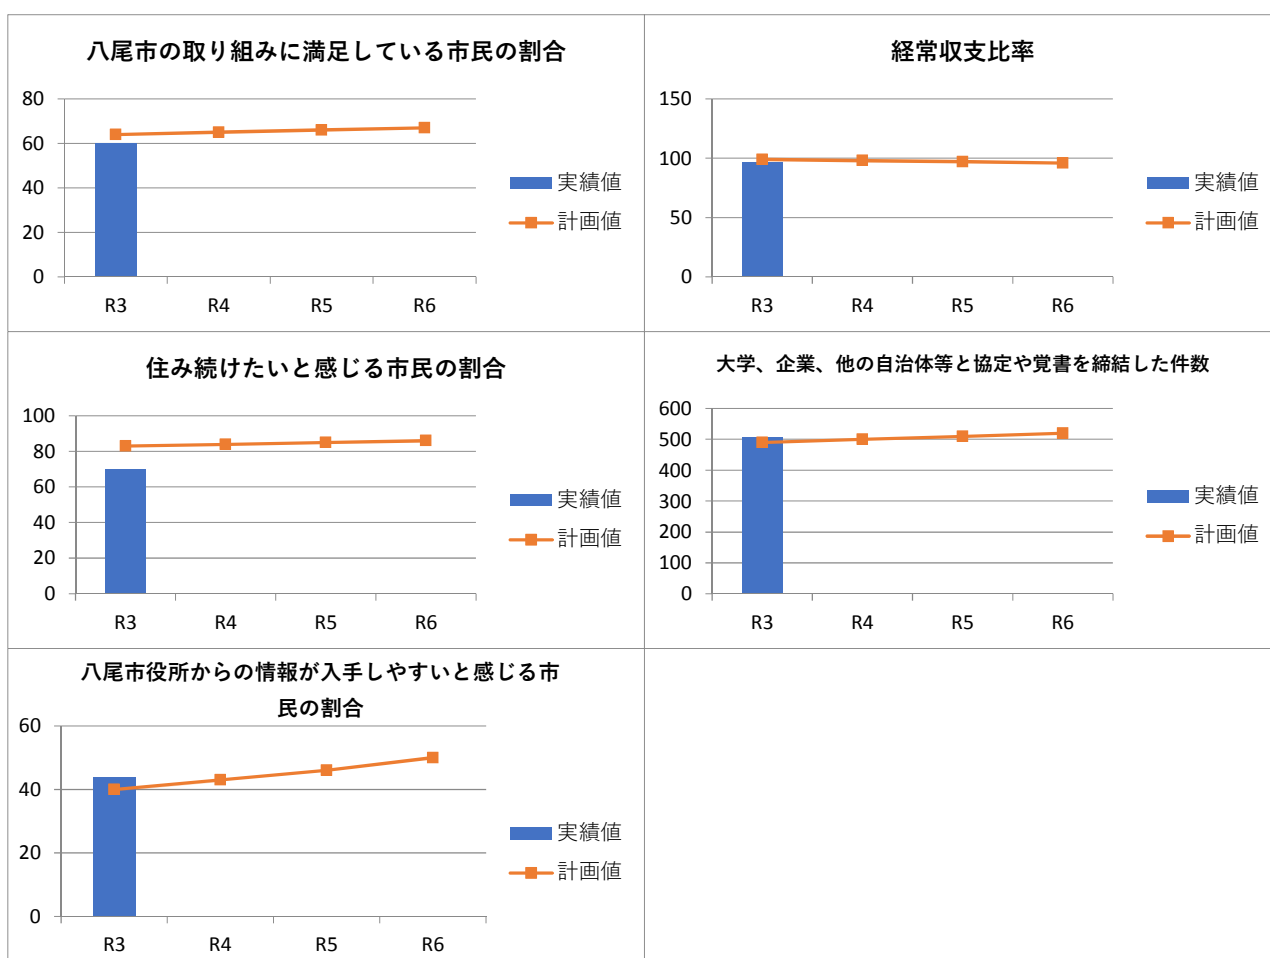 八尾市の取り組みに満足している市民の割合
80
60
40
20
0
R3 R4 R5 R6
実績値
計画値
経常収支比率
150
100
50
0
R3 R4 R5 R6
実績値
計画値
住み続けたいと感じる市民の割合
100
80
60
40
20
0
R3 R4 R5 R6
実績値
計画値
大学、企業、他の自治体等と協定や覚書を締結した件数
600
500
400
300
200
100
0
R3 R4 R5 R6
実績値
計画値
八尾市役所からの情報が入手しやすいと感じる市
民の割合
60
40
20
0
R3 R4 R5 R6
実績値
計画値